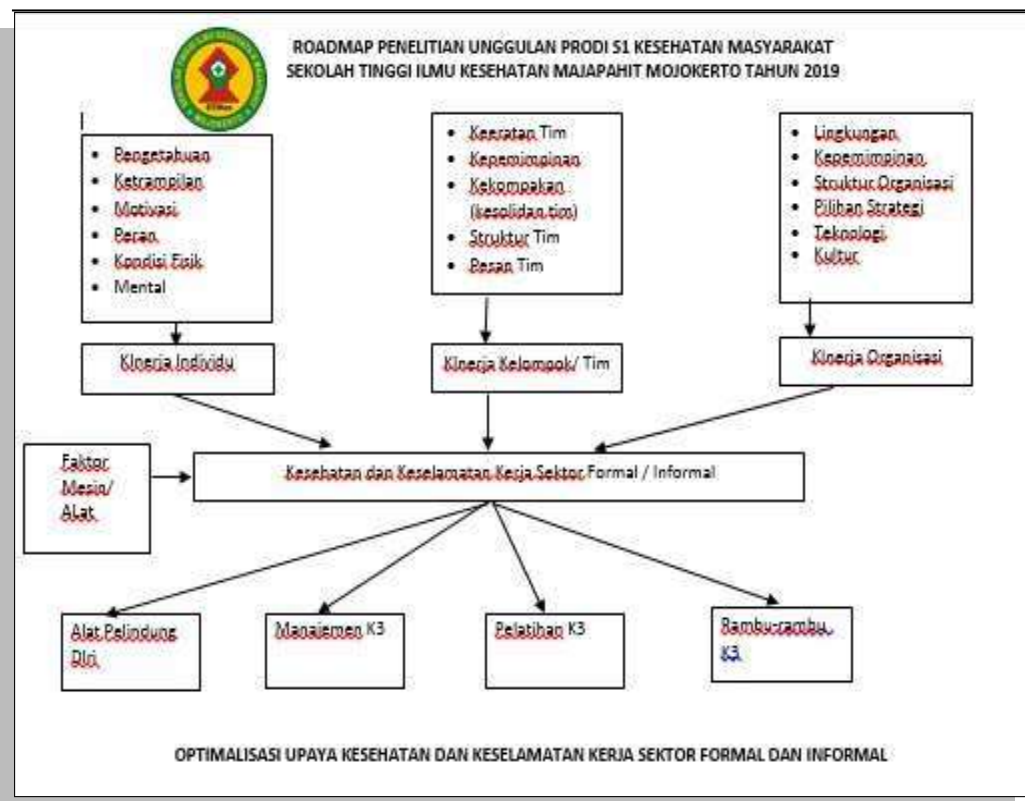 ROADMAP PENELITIAN UNGGULAN PRODI S1 KESEHATAN MASYARAKAT
SEKOLAH TINGGI ILMU KESEHATAN MAJAPAHIT MOJOKERTO TAHUN 2019
• Pengetahuan
• Ketrampilan
• Motivasi
• Peran
• Kondisi Fisik
• Mental
• Keeratan Tim
• Kepemimpinan
• Kekompakan
(kesolidan tim)
• Struktur Tim
• Pesan Tim
• Lingkungan
• Kepemimpinan
• Struktur Organisasi
• Pilihan Strategi
• Teknologi
• Kultur
KInerja Individu
KInerja Kelompok/ Tim
KInerja Organisasi
Faktor
Mesin/
ALat
Kesehatan dan Keselamatan Kerja Sektor Formal / Informal
Alat Pelindung
DIri
Manajemen K3
Pelatihan K3
Rambu-rambu
K3
OPTIMALISASI UPAYA KESEHATAN DAN KESELAMATAN KERJA SEKTOR FORMAL DAN INFORMAL